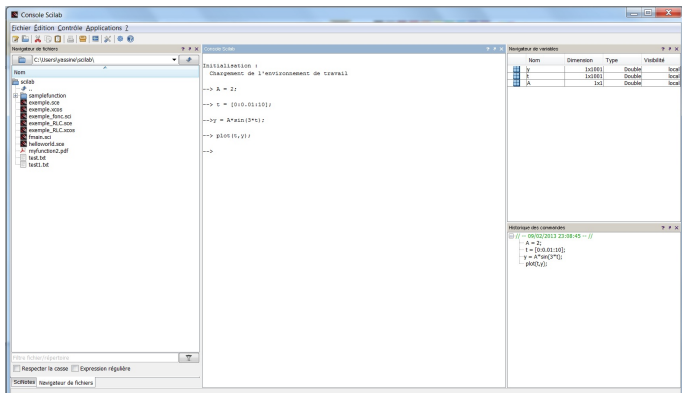 Console Scilab
Fichier Édition Contrôle Applications ?
Navigateur de fichiers
C:\Users\yassine\scilab\
Nom
scilab
..
samplefunction
exemple.sce
exemple.xcos
exemple_fonc.sci
exemple_RLC.sce
exemple_RLC.xcos
fmain.sci
helloworld.sce
myfunction2.pdf
test.txt
test1.txt
Filtre fichier/répertoire
Respecter la casse Expression régulière
SciNotes Navigateur de fichiers
Console Scilab
Initialisation :
Chargement de l'environnement de travail
--> A = 2;
--> t = [0:0.01:10];
-->y = A*sin(3*t);
--> plot(t,y);
-->
Navigateur de variables
Nom Dimension Type Visibilité
y 1x1001 Double local
t 1x1001 Double local
A 1x1 Double local
Historique des commandes
// -- 09/02/2013 23:08:45 -- //
A = 2;
t = [0:0.01:10];
y = A*sin(3*t);
plot(t,y);